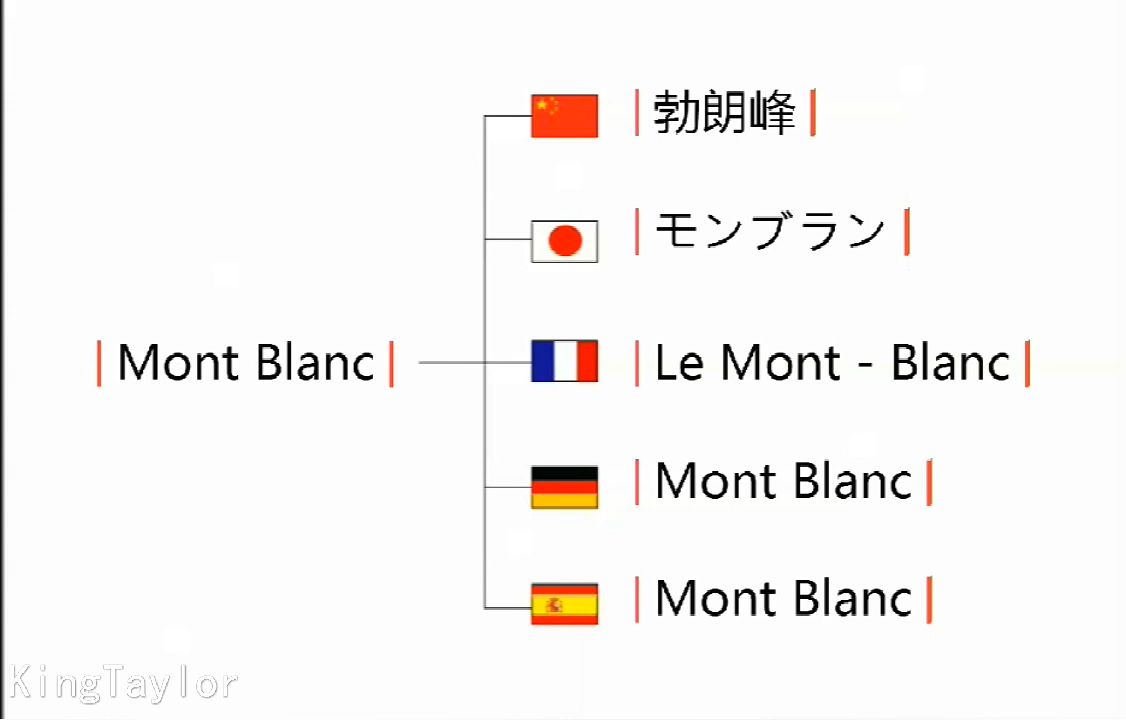 勃朗峰
モンブラン
Mont Blanc
Le Mont - Blanc
Mont Blanc
Mont Blanc
KingTaylor